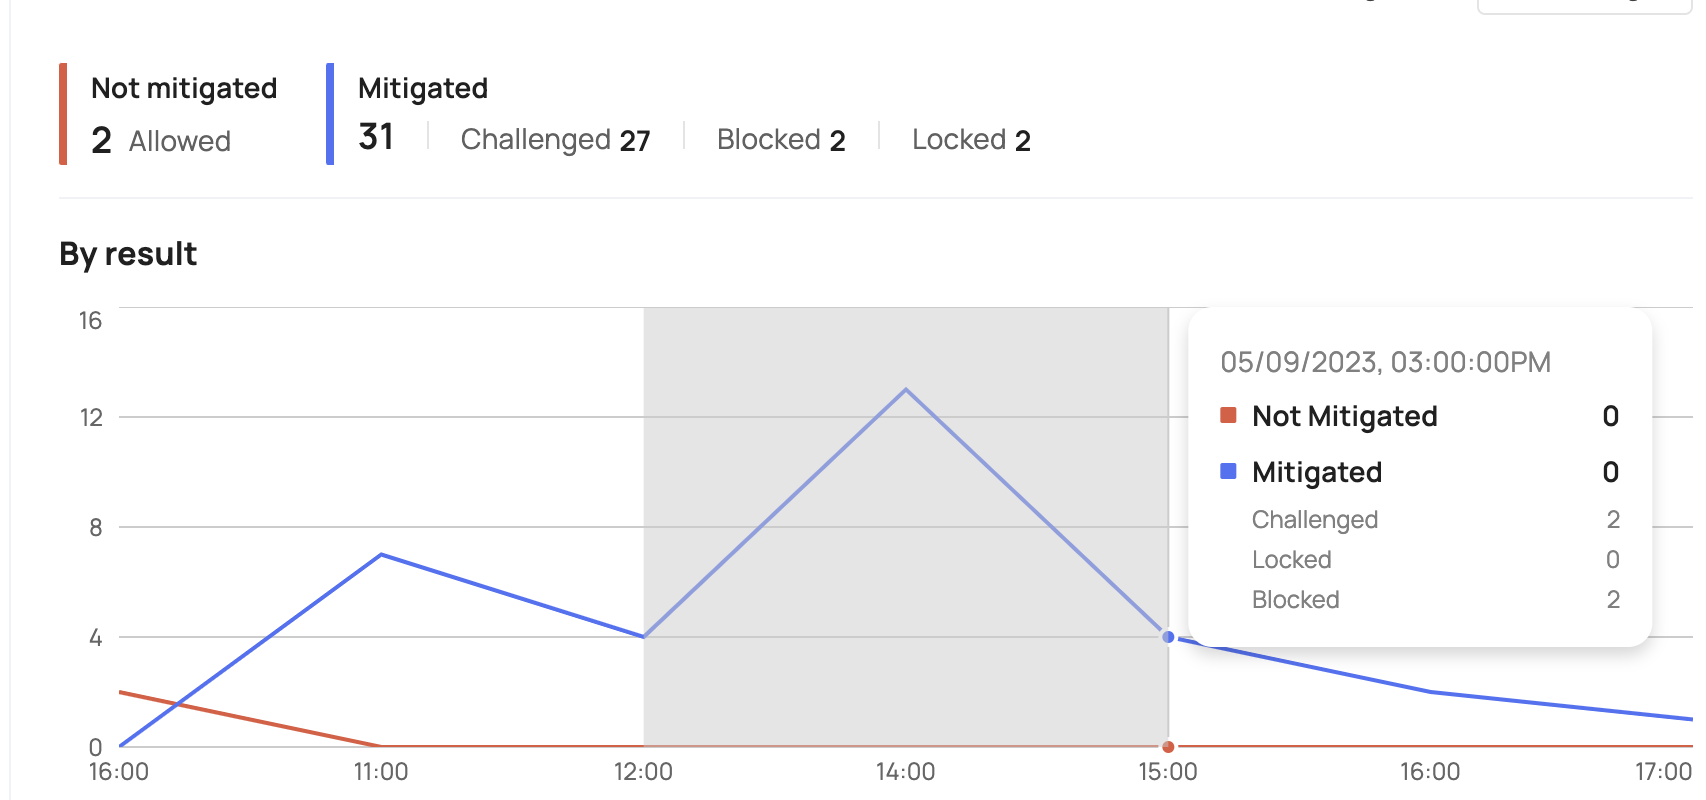 Not mitigated
2 Allowed
Mitigated
31 Challenged 27 Blocked 2 Locked 2
By result
16
12
8
4
0
16:00 11:00 12:00 14:00 15:00 16:00 17:00
05/09/2023, 03:00:00PM
Not Mitigated 0
Mitigated 0
Challenged 2
Locked 0
Blocked 2